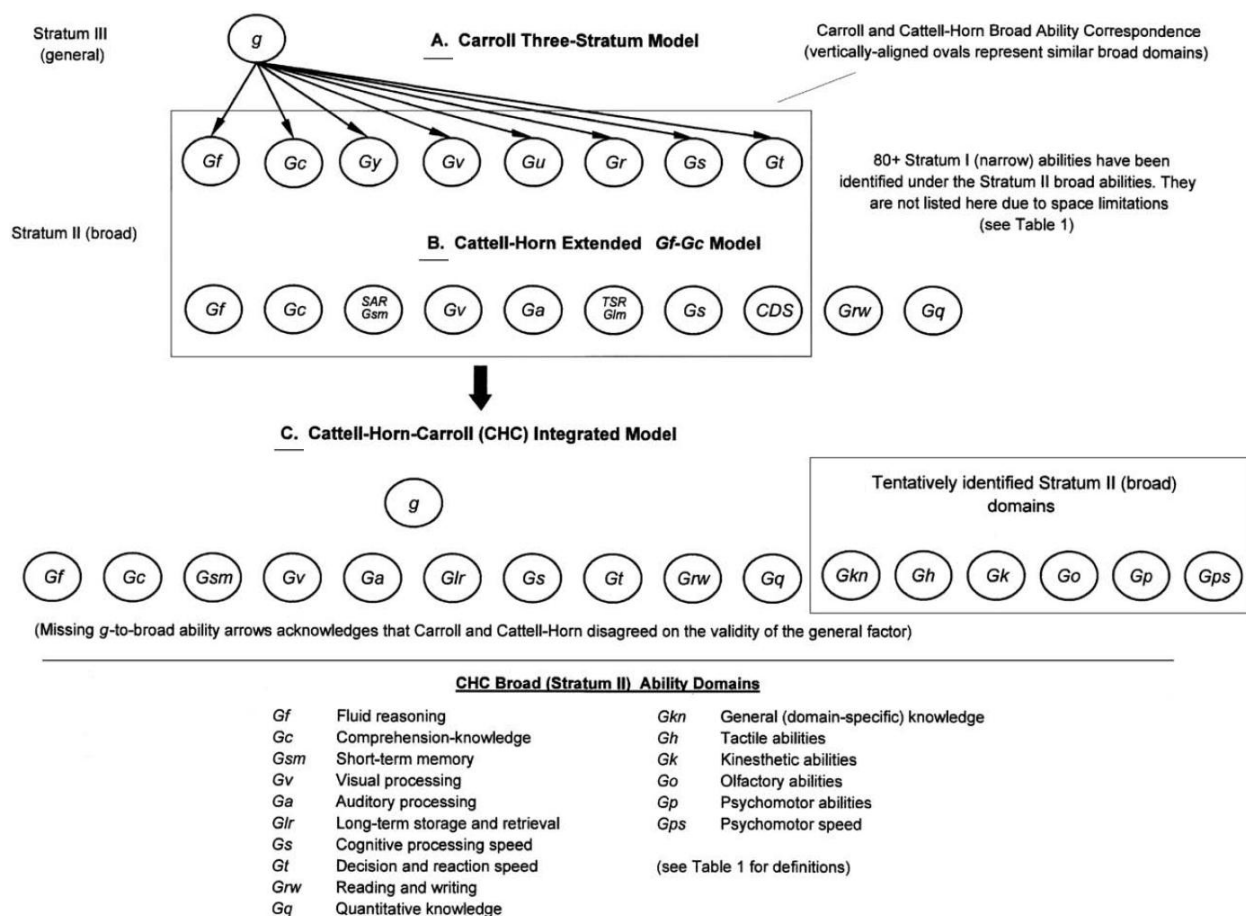 Stratum III
(general)
g
A. Carroll Three-Stratum Model
Carroll and Cattell-Horn Broad Ability Correspondence
(vertically-aligned ovals represent similar broad domains)
Gf Gc Gy Gv Gu Gr Gs Gt
80+ Stratum I (narrow) abilities have been
identified under the Stratum II broad abilities. They
are not listed here due to space limitations
(see Table 1)
Stratum II (broad)
B. Cattell-Horn Extended Gf-Gc Model
Gf Gc SAR Gsm Gv Ga TSR Glm Gs CDS Grw Gq
C. Cattell-Horn-Carroll (CHC) Integrated Model
g
Tentatively identified Stratum II (broad)
domains
Gf Gc Gsm Gv Ga Glr Gs Gt Grw Gq Gkn Gh Gk Go Gp Gps
(Missing g-to-broad ability arrows acknowledges that Carroll and Cattell-Horn disagreed on the validity of the general factor)
CHC Broad (Stratum II) Ability Domains
Gf Fluid reasoning
Gc Comprehension-knowledge
Gsm Short-term memory
Gv Visual processing
Ga Auditory processing
Glr Long-term storage and retrieval
Gs Cognitive processing speed
Gt Decision and reaction speed
Grw Reading and writing
Gq Quantitative knowledge
Gkn General (domain-specific) knowledge
Gh Tactile abilities
Gk Kinesthetic abilities
Go Olfactory abilities
Gp Psychomotor abilities
Gps Psychomotor speed
(see Table 1 for definitions)